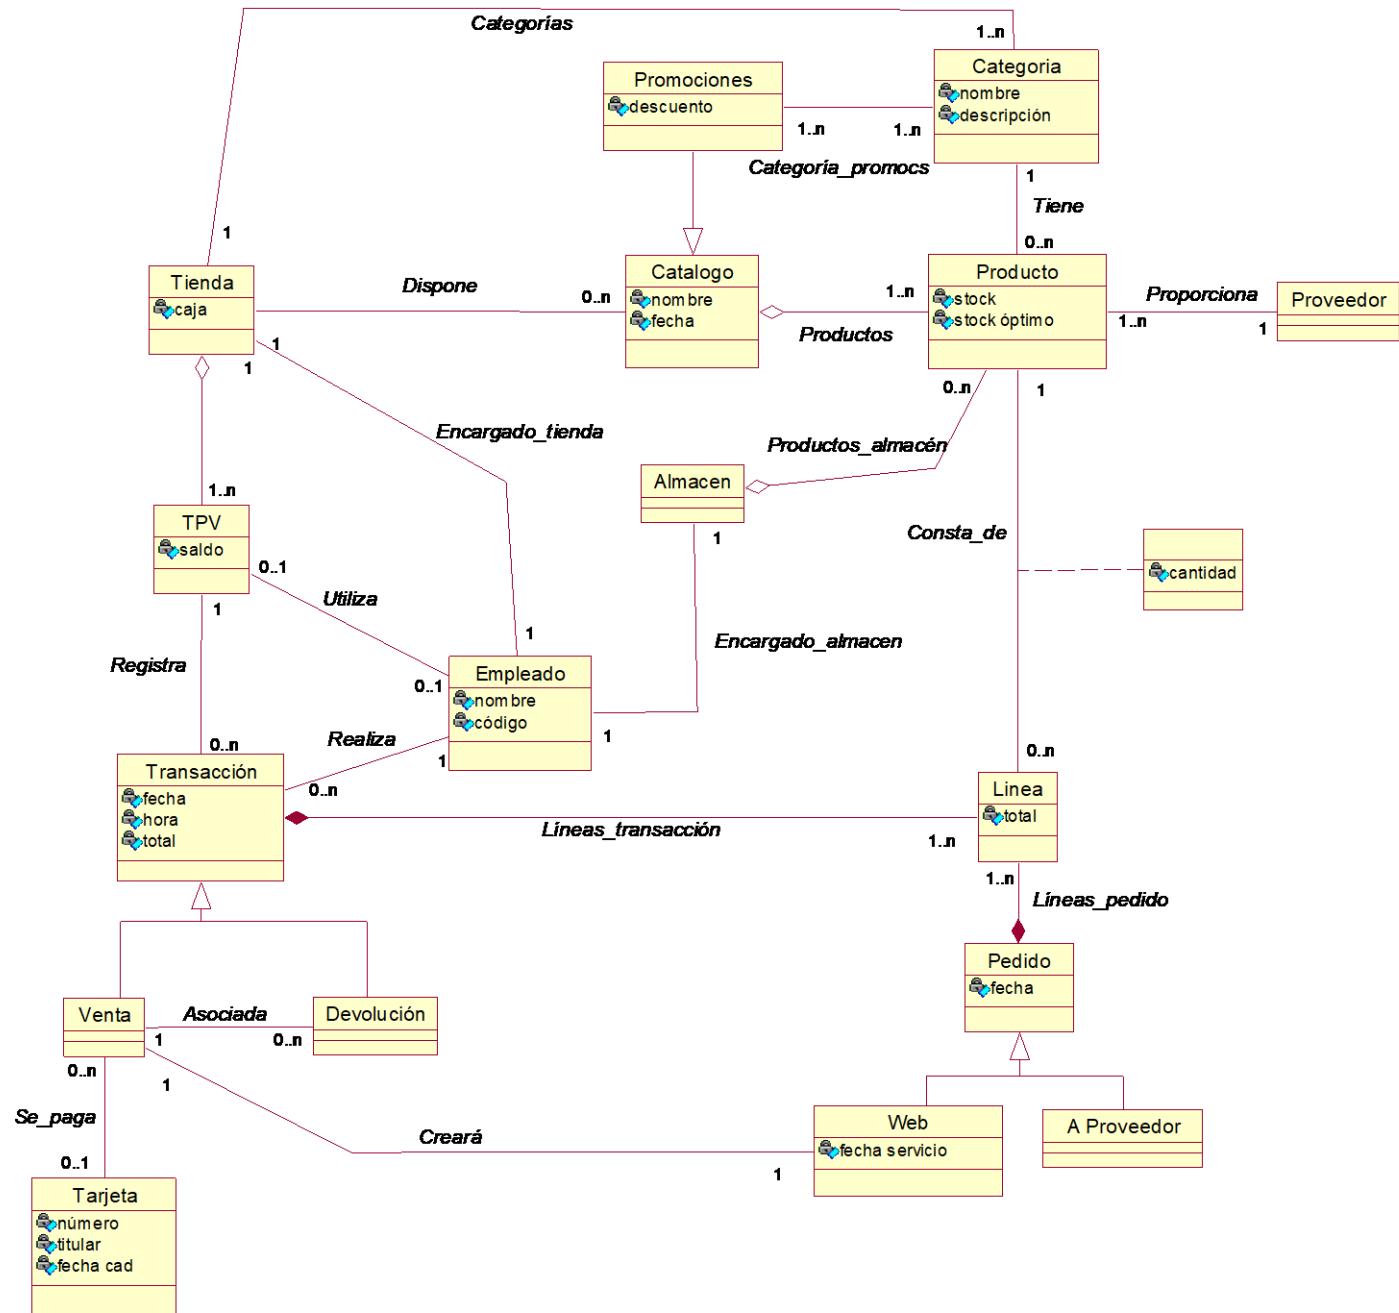 Categorías
1..n
Promociones
descuento
Categoria
nombre
descripción
1..n
1..n
Categoría_promocs
1
Tiene
0..n
1
Tienda
caja
Dispone
0..n
Catalogo
nombre
fecha
1..n
Productos
Producto
stock
stock óptimo
Proporciona
1..n
1
Proveedor
1
1
Encargado_tienda
0..n
1
Productos_almacén
Almacen
1
Consta_de
cantidad
1..n
TPV
saldo
0..1
1
Utiliza
Registra
1
Encargado_almacen
0..1
Empleado
nombre
código
1
Realiza
1
0..n
0..n
0..n
Transacción
fecha
hora
total
Líneas_transacción
1..n
Linea
total
1..n
Líneas_pedido
Pedido
fecha
Venta
Asociada
1
0..n
Devolución
0..n
1
Se_paga
Creará
1
Web
fecha servicio
A Proveedor
0..1
Tarjeta
número
titular
fecha cad